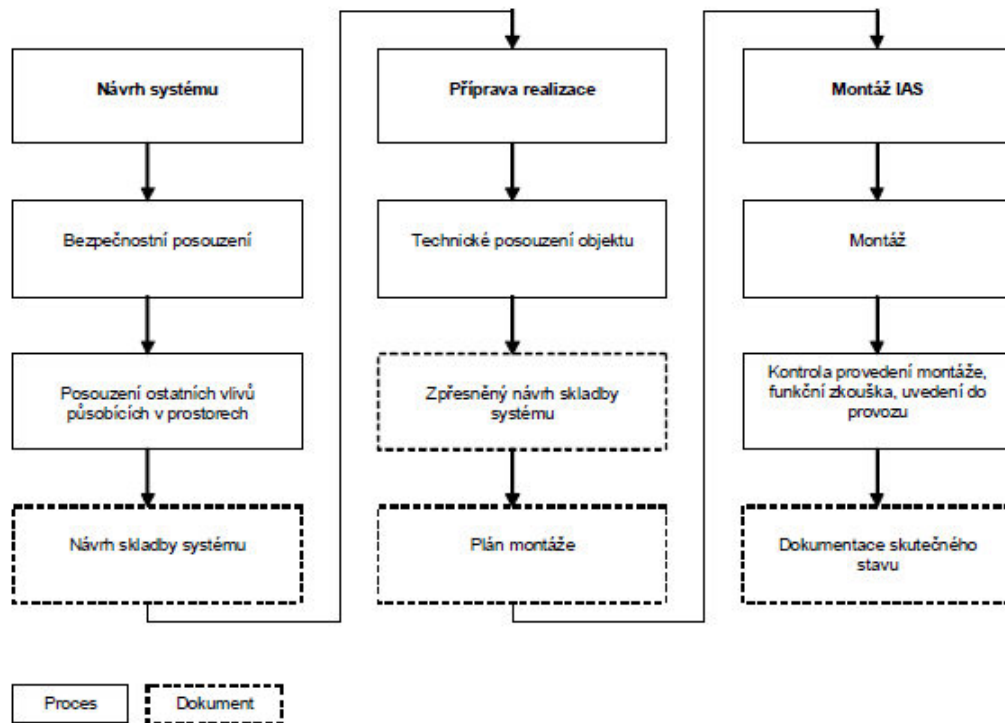 Návrh systému
Bezpečnostní posouzení
Posouzení ostatních vlivů
působících v prostorech
Návrh skladby systému
Příprava realizace
Technické posouzení objektu
Zpřesněný návrh skladby
systému
Plán montáže
Montáž IAS
Montáž
Kontrola provedení montáže,
funkční zkouška, uvedení do
provozu
Dokumentace skutečného
stavu
Proces
Dokument